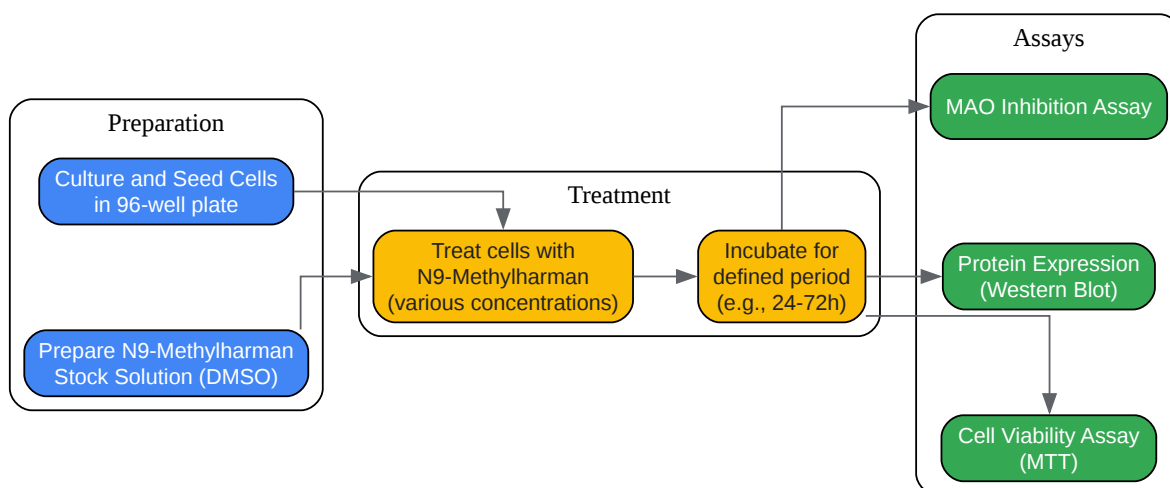 Preparation
Culture and Seed Cells
in 96-well plate
Prepare N9-Methylharman
Stock Solution (DMSO)
Treatment
Treat cells with
N9-Methylharman
(various concentrations)
Incubate for
defined period
(e.g., 24-72h)
Assays
MAO Inhibition Assay
Protein Expression
(Western Blot)
Cell Viability Assay
(MTT)